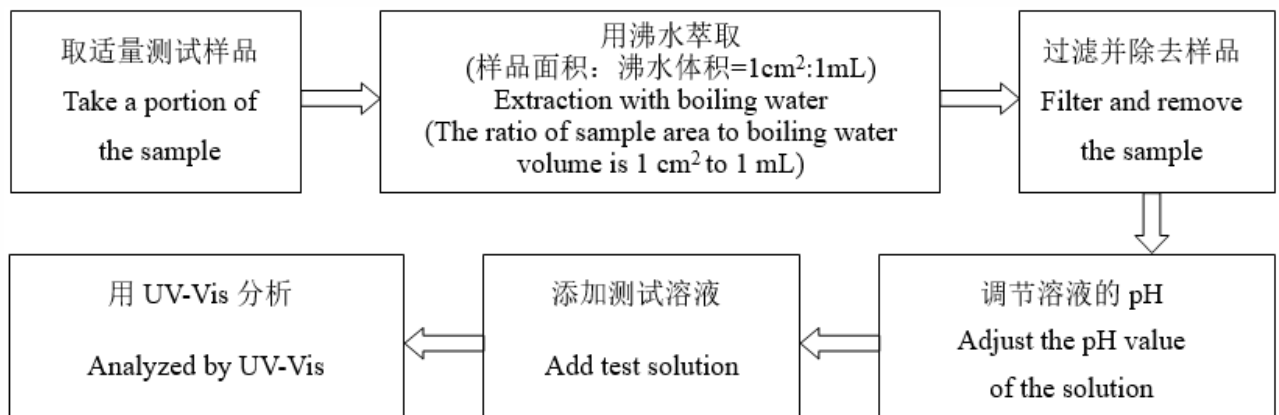 取适量测试样品
Take a portion of
the sample
用沸水萃取
(样品面积：沸水体积=1cm²:1mL)
Extraction with boiling water
(The ratio of sample area to boiling water
volume is 1 cm² to 1 mL)
过滤并除去样品
Filter and remove
the sample
调节溶液的 pH
Adjust the pH value
of the solution
添加测试溶液
Add test solution
用 UV-Vis 分析
Analyzed by UV-Vis